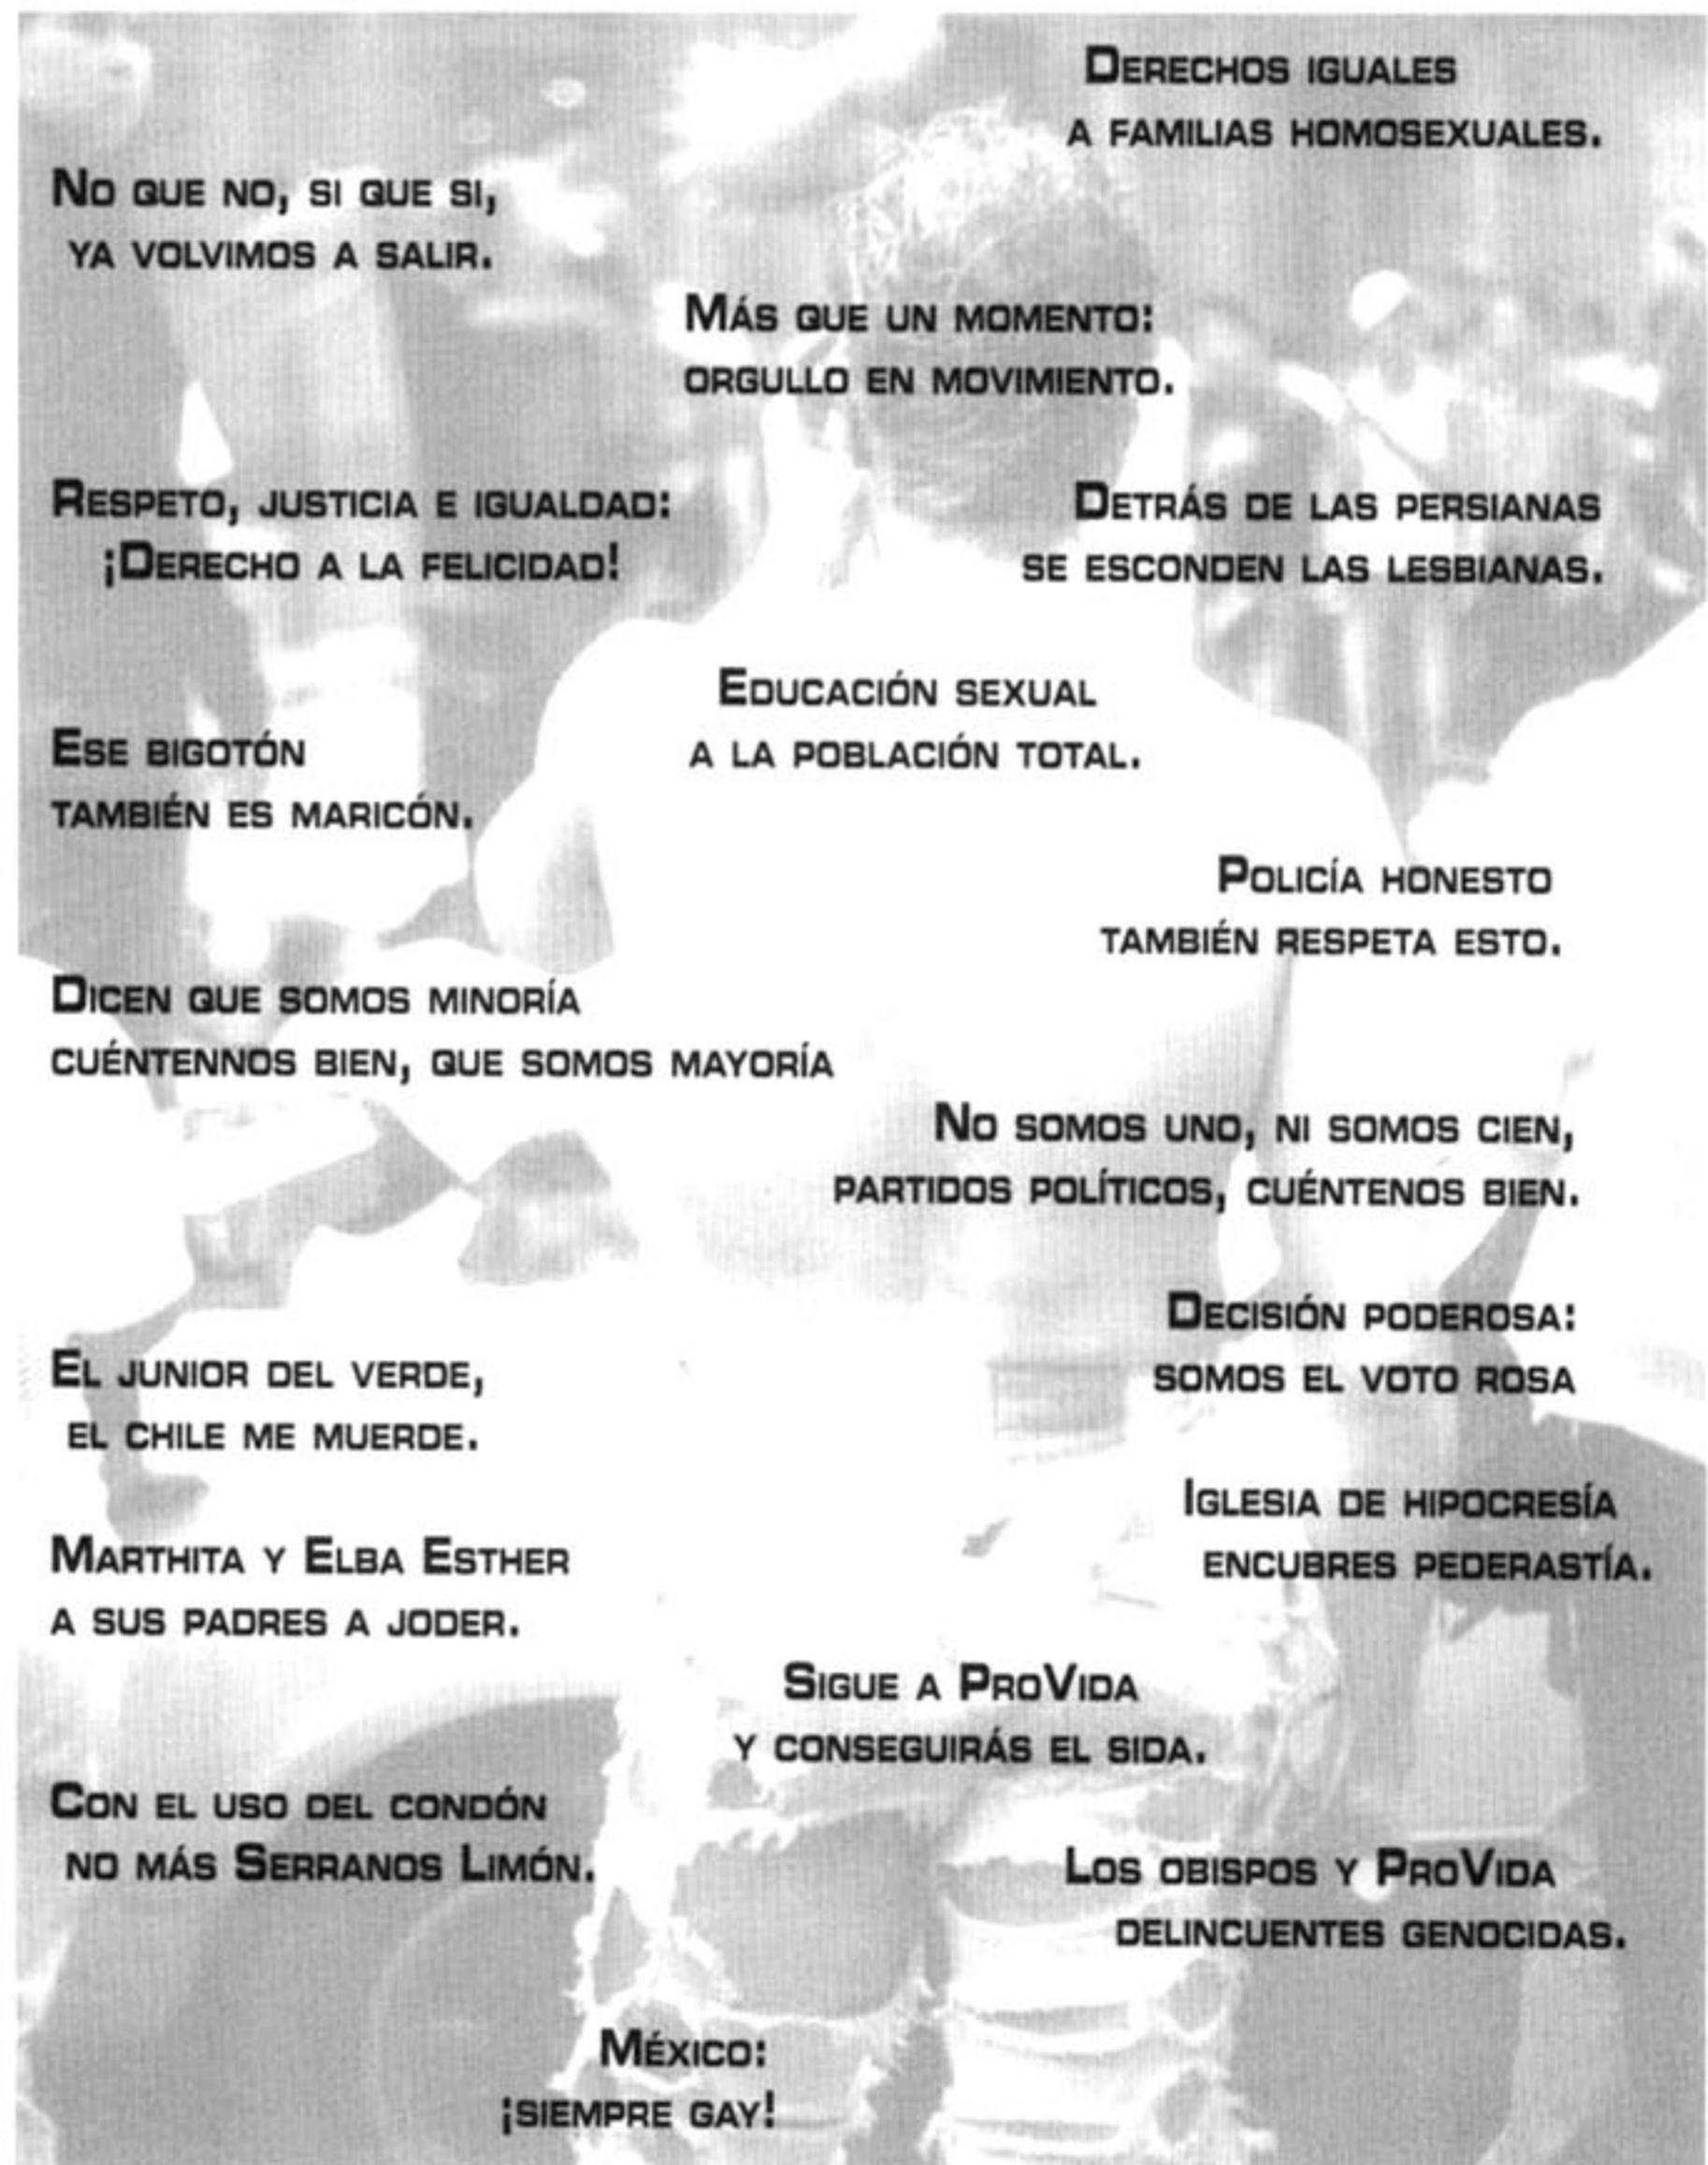 DERECHOS IGUALES
A FAMILIAS HOMOSEXUALES.
NO QUE NO, SI QUE SI,
YA VOLVIMOS A SALIR.
MÁS QUE UN MOMENTO:
ORGULLO EN MOVIMIENTO.
RESPETO, JUSTICIA E IGUALDAD:
¡DERECHO A LA FELICIDAD!
DETRÁS DE LAS PERSIANAS
SE ESCONDEN LAS LESBIANAS.
EDUCACIÓN SEXUAL
A LA POBLACIÓN TOTAL.
ESE BIGOTÓN
TAMBIÉN ES MARICÓN.
POLICÍA HONESTO
TAMBIÉN RESPETA ESTO.
DICEN QUE SOMOS MINORÍA
CUÉNTENNOS BIEN, QUE SOMOS MAYORÍA
NO SOMOS UNO, NI SOMOS CIEN,
PARTIDOS POLÍTICOS, CUÉNTENOS BIEN.
DECISIÓN PODEROSA:
SOMOS EL VOTO ROSA
EL JUNIOR DEL VERDE,
EL CHILE ME MUERDE.
IGLESIA DE HIPOCRESÍA
ENCUBRES PEDERASTÍA.
MARTHITA Y ELBA ESTHER
A SUS PADRES A JODER.
SIGUE A PROVIDA
Y CONSEGUIRÁS EL SIDA.
CON EL USO DEL CONDÓN
NO MÁS SERRANOS LIMÓN.
LOS OBISPOS Y PROVIDA
DELINCUENTES GENOCIDAS.
MÉXICO:
¡SIEMPRE GAY!